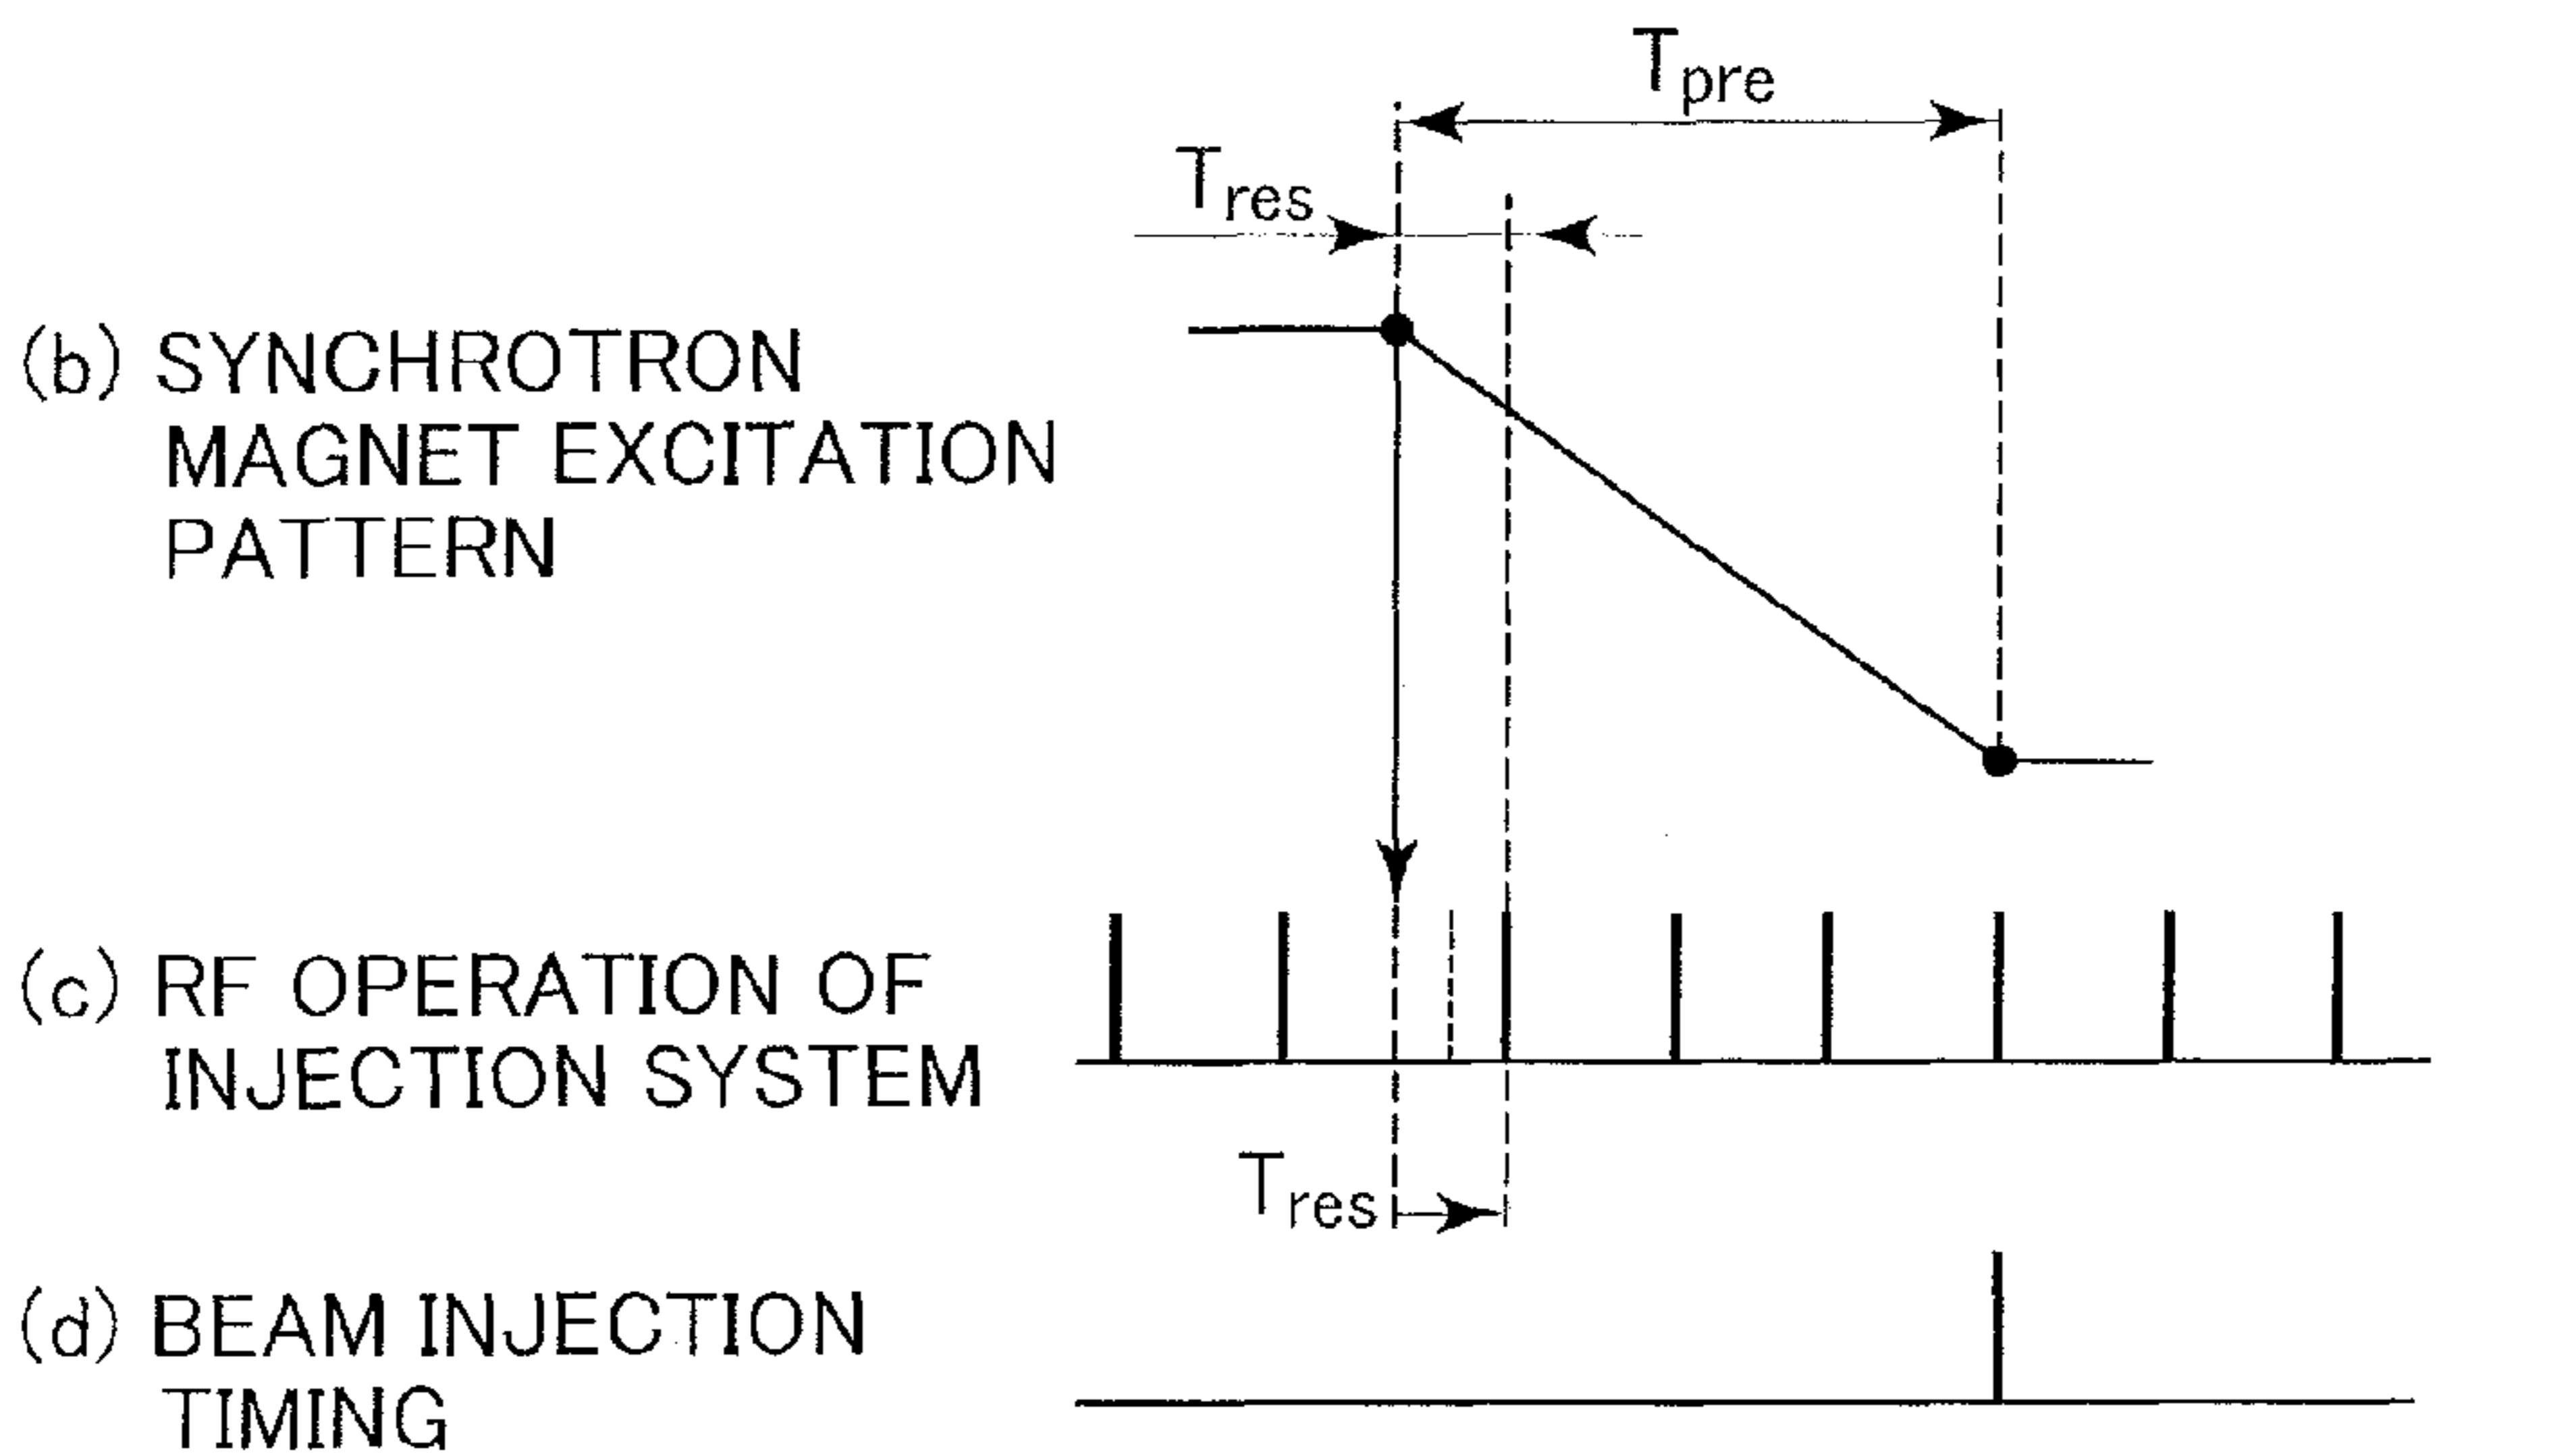 Tpre
Tres
(b) SYNCHROTRON
MAGNET EXCITATION
PATTERN
(c) RF OPERATION OF
INJECTION SYSTEM
Tres
(d) BEAM INJECTION
TIMING